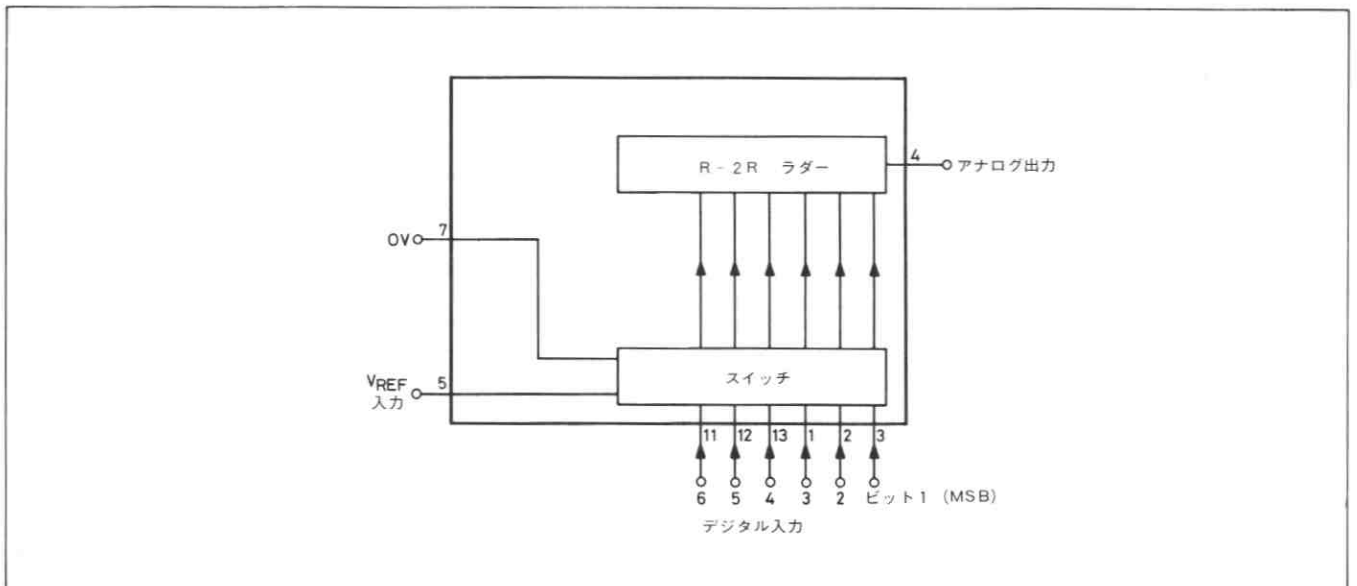 R-2R ラダー
4
アナログ出力
7
0V
スイッチ
VREF
5
入力
11 12 13 1 2 3
6 5 4 3 2 ビット1 (MSB)
デジタル入力